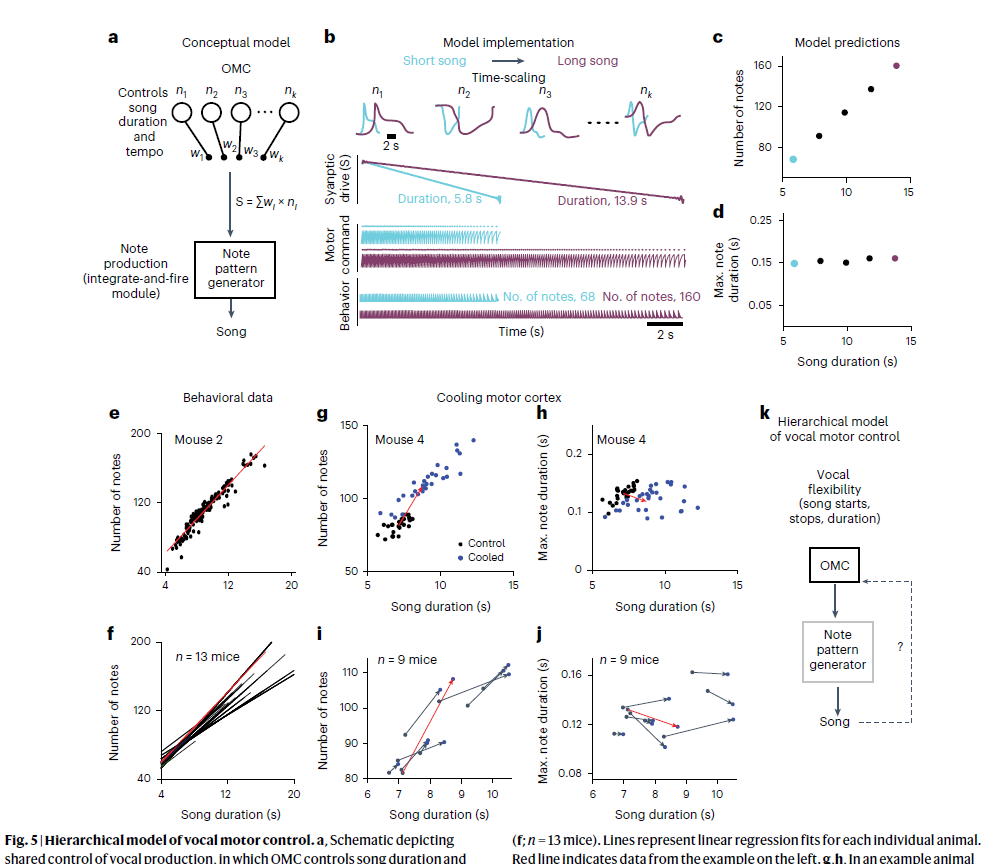 a
Conceptual model
OMC
Controls
song
duration
and
tempo
n1 n2 n3 ··· nk
w1 w2 w3 wk
S = ∑wI × nI
Note
production
(integrate-and-fire
module)
Note
pattern
generator
Song
b
Model implementation
Short song Long song
Time-scaling
n1 n2 n3 nk
2 s
Syanptic
drive (S)
Duration, 5.8 s Duration, 13.9 s
Motor
command
Behavior
No. of notes, 68 No. of notes, 160
Time (s)
2 s
c
Model predictions
Number of notes
160
120
80
5 10 15
d
Max. note
duration (s)
0.25
0.15
0.05
5 10 15
Song duration (s)
e
Behavioral data
Mouse 2
Number of notes
200
120
40
4 12 20
f
n = 13 mice
Number of notes
200
120
40
4 12 20
Song duration (s)
Cooling motor cortex
g
Mouse 4
Number of notes
150
100
50
Control
Cooled
5 10 15
Song duration (s)
h
Mouse 4
Max. note duration (s)
0.2
0.1
0
5 10 15
Song duration (s)
i
n = 9 mice
Number of notes
110
100
90
80
6 7 8 9 10
Song duration (s)
j
n = 9 mice
Max. note duration (s)
0.16
0.12
0.08
6 7 8 9 10
Song duration (s)
k
Hierarchical model
of vocal motor control
Vocal
flexibility
(song starts,
stops, duration)
OMC
Note
pattern
generator
?
Song
Fig. 5 | Hierarchical model of vocal motor control. a, Schematic depicting
shared control of vocal production, in which OMC controls song duration and
(f; n = 13 mice). Lines represent linear regression fits for each individual animal.
Red line indicates data from the example on the left. g,h, In an example animal